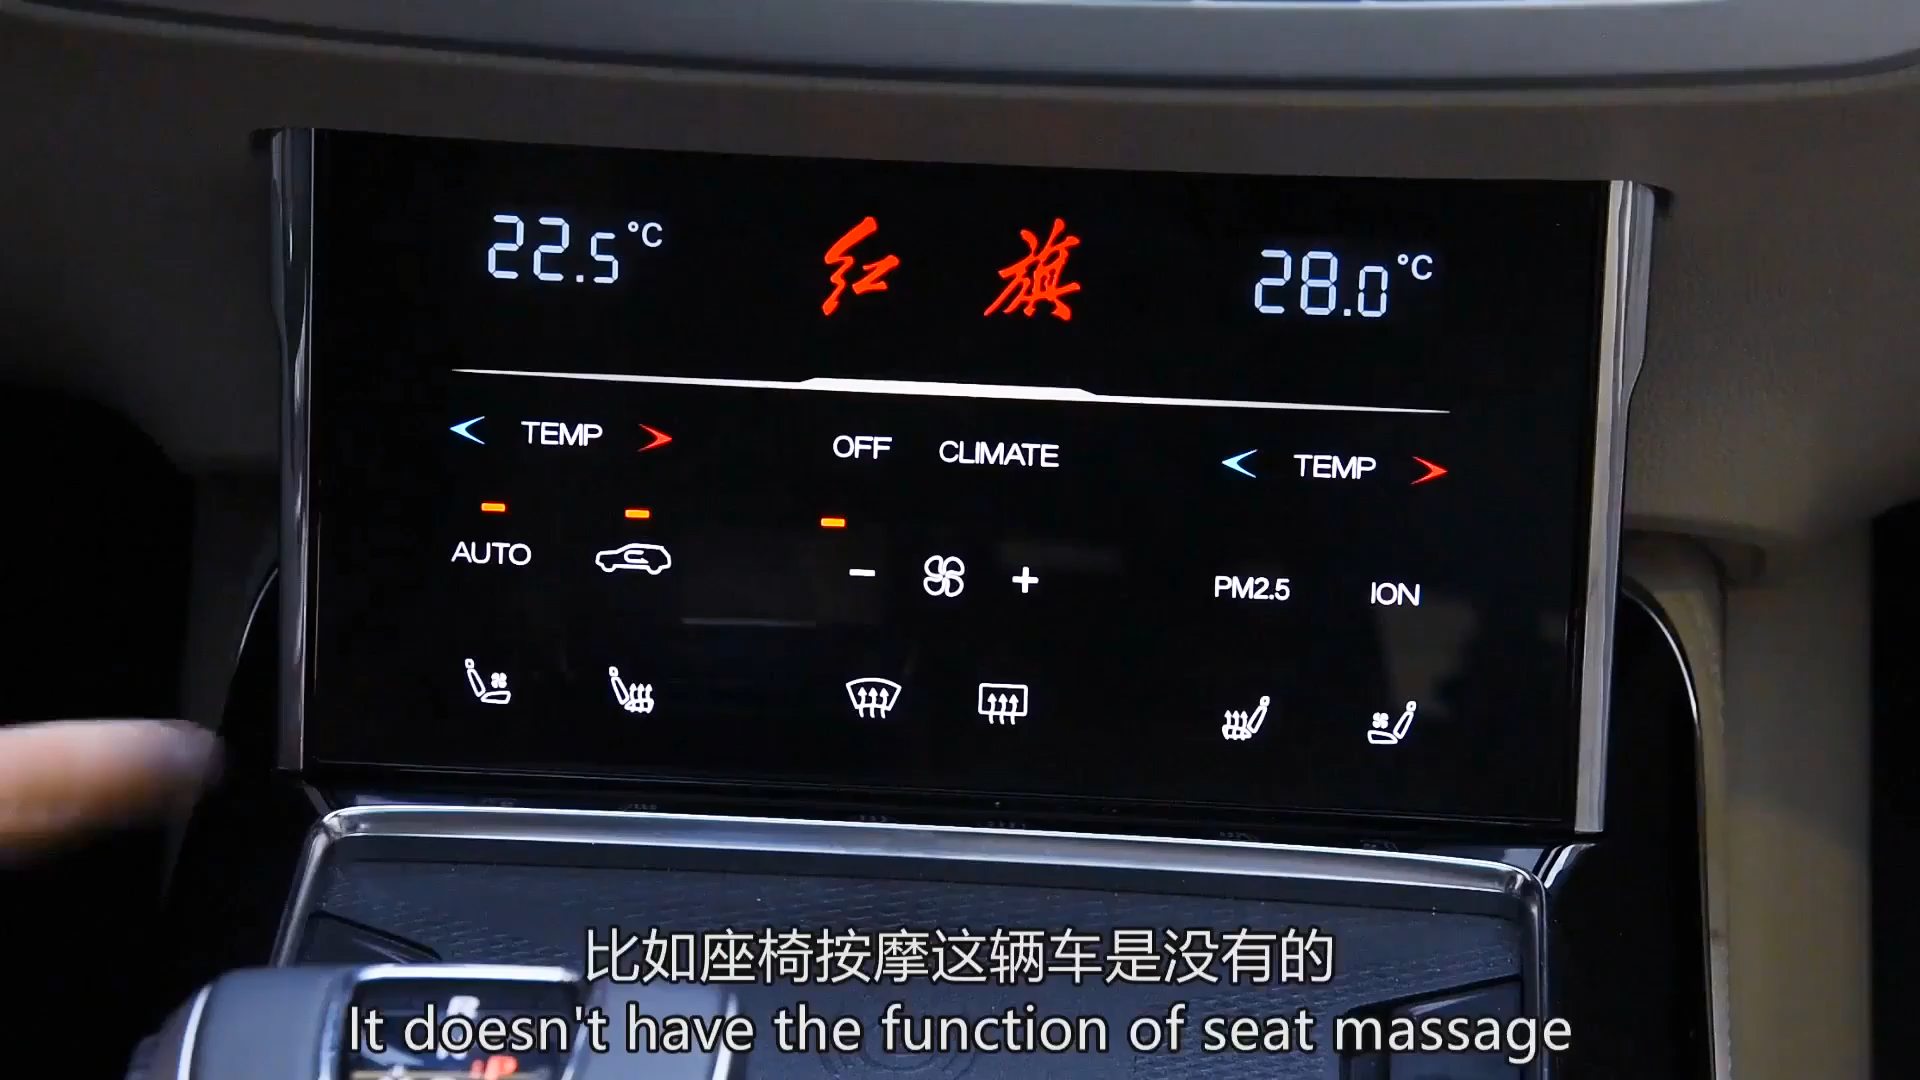 22.5°C
红旗
28.0°C
TEMP
OFF
CLIMATE
TEMP
AUTO
PM2.5
ION
比如座椅按摩这辆车是没有的
It doesn't have the function of seat massage